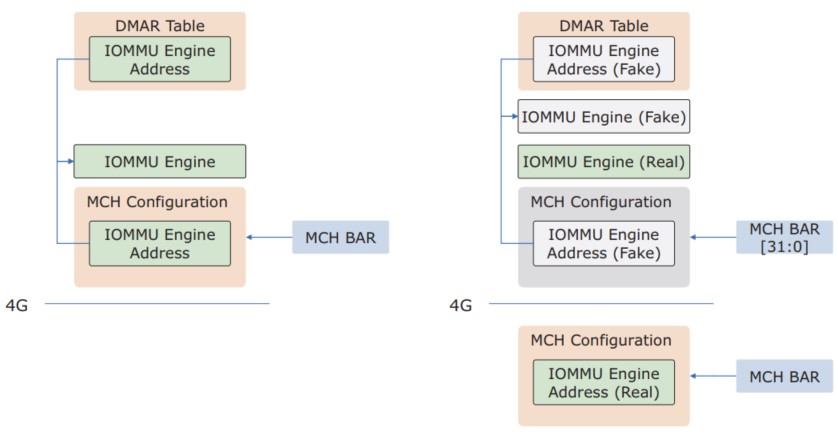 DMAR Table
IOMMU Engine
Address
IOMMU Engine
MCH Configuration
IOMMU Engine
Address
MCH BAR
4G
DMAR Table
IOMMU Engine
Address (Fake)
IOMMU Engine (Fake)
IOMMU Engine (Real)
MCH Configuration
IOMMU Engine
Address (Fake)
MCH BAR
[31:0]
4G
MCH Configuration
IOMMU Engine
Address (Real)
MCH BAR